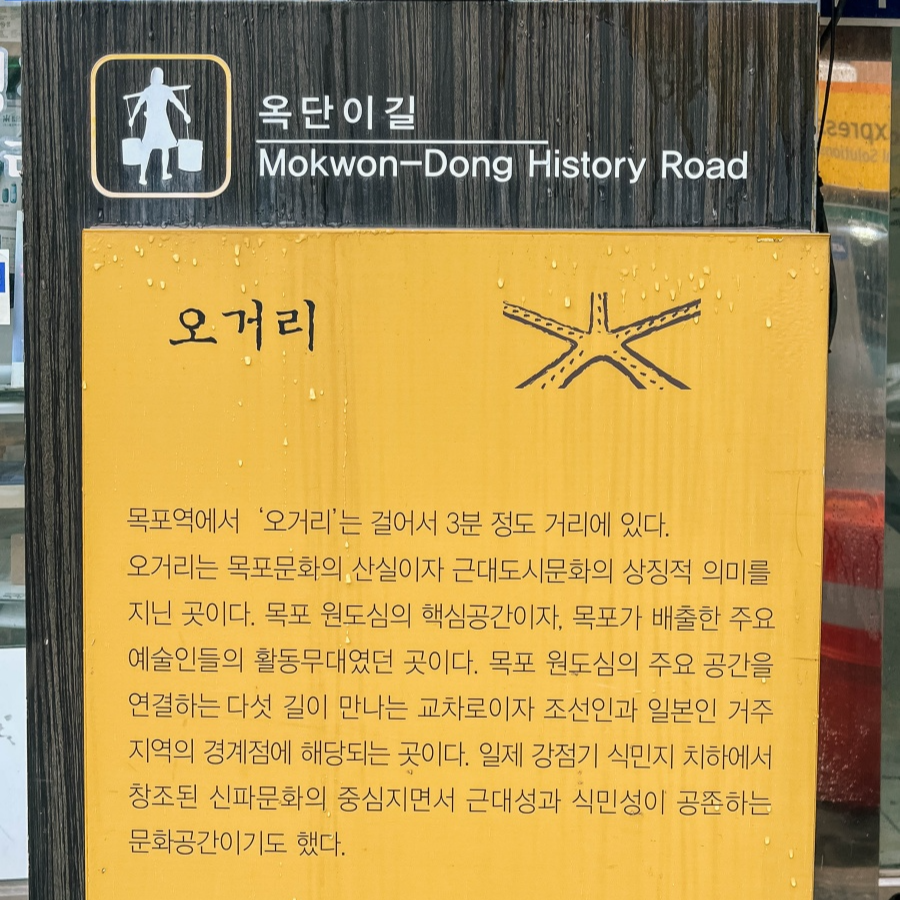 옥단이길
Mokwon-Dong History Road
오거리
목포역에서 '오거리'는 걸어서 3분 정도 거리에 있다.
오거리는 목포문화의 산실이자 근대도시문화의 상징적 의미를
지닌 곳이다. 목포 원도심의 핵심공간이자, 목포가 배출한 주요
예술인들의 활동무대였던 곳이다. 목포 원도심의 주요 공간을
연결하는 다섯 길이 만나는 교차로이자 조선인과 일본인 거주
지역의 경계점에 해당되는 곳이다. 일제 강점기 식민지 치하에서
창조된 신파문화의 중심지면서 근대성과 식민성이 공존하는
문화공간이기도 했다.